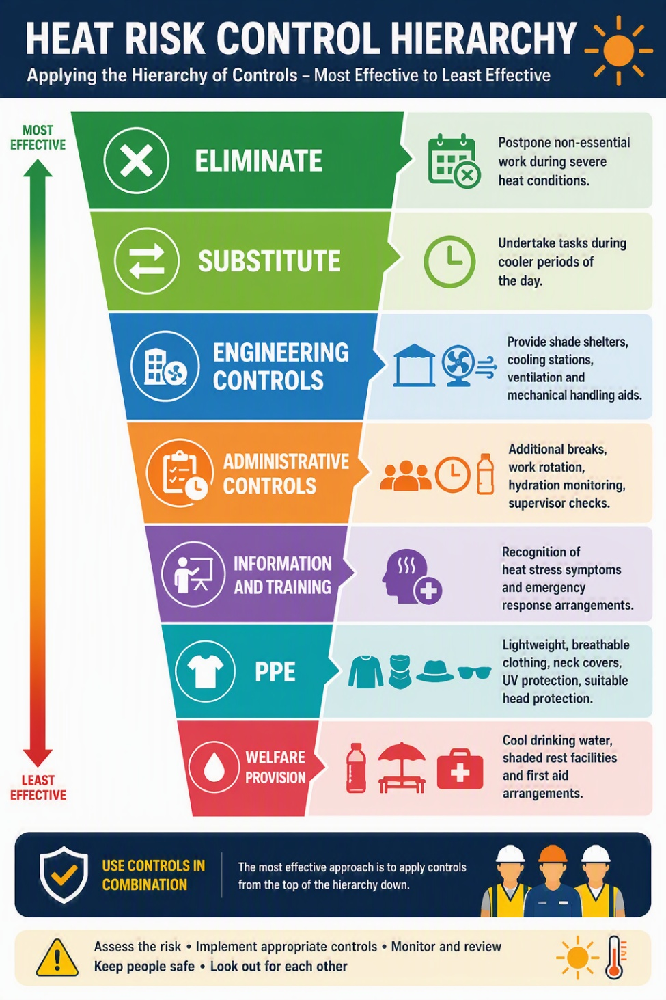 HEAT RISK CONTROL HIERARCHY
Applying the Hierarchy of Controls – Most Effective to Least Effective
MOST
EFFECTIVE
ELIMINATE
Postpone non-essential
work during severe
heat conditions.
SUBSTITUTE
Undertake tasks during
cooler periods of
the day.
ENGINEERING
CONTROLS
Provide shade shelters,
cooling stations,
ventilation and
mechanical handling aids.
ADMINISTRATIVE
CONTROLS
Additional breaks,
work rotation,
hydration monitoring,
supervisor checks.
INFORMATION
AND TRAINING
Recognition of
heat stress symptoms
and emergency
response arrangements.
PPE
Lightweight, breathable
clothing, neck covers,
UV protection, suitable
head protection.
WELFARE
PROVISION
Cool drinking water,
shaded rest facilities
and first aid
arrangements.
LEAST
EFFECTIVE
USE CONTROLS IN
COMBINATION
The most effective approach is to apply controls
from the top of the hierarchy down.
Assess the risk • Implement appropriate controls • Monitor and review
Keep people safe • Look out for each other